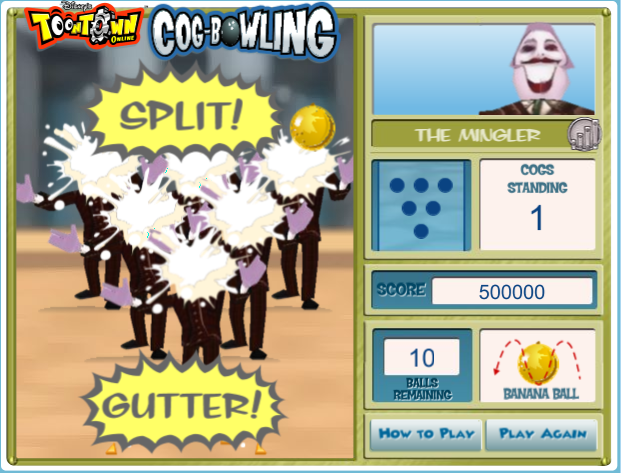 Disney's
TOONTOWN
ONLINE
COG-BOWLING
SPLIT!
GUTTER!
THE MINGLER
COGS
STANDING
1
SCORE
500000
10
BALLS
REMAINING
BANANA BALL
HOW TO PLAY
PLAY AGAIN